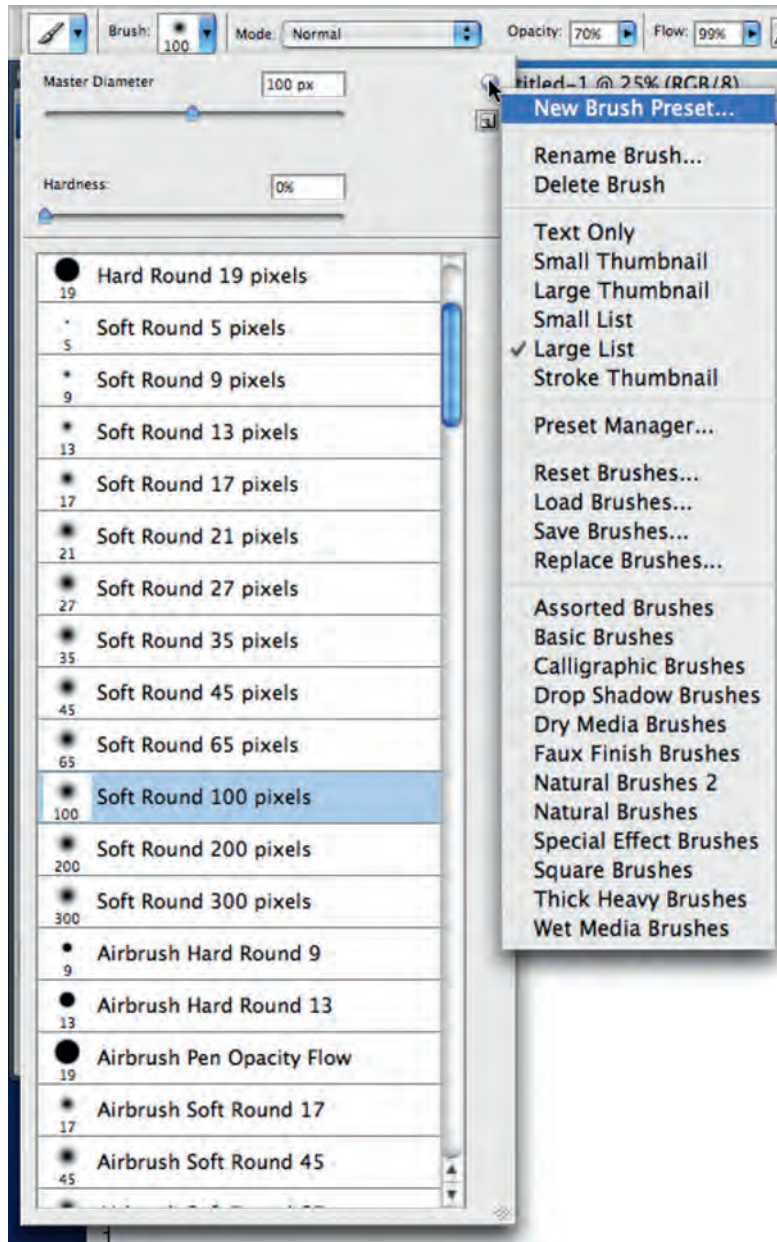 Brush: 100 Mode: Normal Opacity: 70% Flow: 99%
Master Diameter 100 px
Hardness: 0%
19 Hard Round 19 pixels
5 Soft Round 5 pixels
9 Soft Round 9 pixels
13 Soft Round 13 pixels
17 Soft Round 17 pixels
21 Soft Round 21 pixels
27 Soft Round 27 pixels
35 Soft Round 35 pixels
45 Soft Round 45 pixels
65 Soft Round 65 pixels
100 Soft Round 100 pixels
200 Soft Round 200 pixels
300 Soft Round 300 pixels
9 Airbrush Hard Round 9
13 Airbrush Hard Round 13
19 Airbrush Pen Opacity Flow
17 Airbrush Soft Round 17
45 Airbrush Soft Round 45
titled-1 @ 25% (RGB/8)
New Brush Preset...
Rename Brush...
Delete Brush
Text Only
Small Thumbnail
Large Thumbnail
Small List
✓ Large List
Stroke Thumbnail
Preset Manager...
Reset Brushes...
Load Brushes...
Save Brushes...
Replace Brushes...
Assorted Brushes
Basic Brushes
Calligraphic Brushes
Drop Shadow Brushes
Dry Media Brushes
Faux Finish Brushes
Natural Brushes 2
Natural Brushes
Special Effect Brushes
Square Brushes
Thick Heavy Brushes
Wet Media Brushes